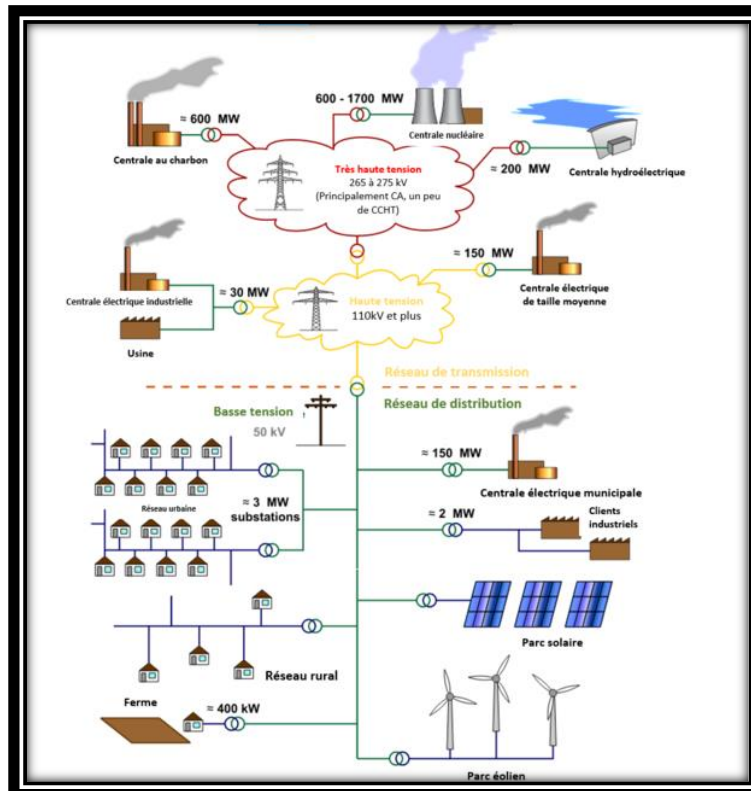 ≈ 600 MW
Centrale au charbon
600 - 1700 MW
Centrale nucléaire
≈ 200 MW
Centrale hydroélectrique
Très haute tension
265 à 275 kV
(Principalement CA, un peu
de CCHT)
Centrale électrique industrielle
≈ 30 MW
Usine
Haute tension
110kV et plus
≈ 150 MW
Centrale électrique
de taille moyenne
Réseau de transmission
Réseau de distribution
Basse tension
50 kV
Réseau urbaine
≈ 3 MW
substations
≈ 150 MW
Centrale électrique municipale
≈ 2 MW
Clients
industriels
Parc solaire
Réseau rural
Ferme
≈ 400 kW
Parc éolien